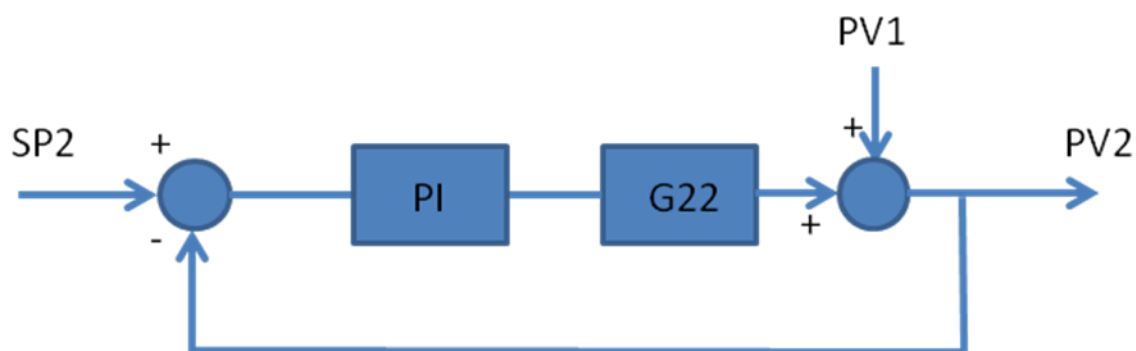 PV1
SP2
+
+
PV2
PI
G22
-
+